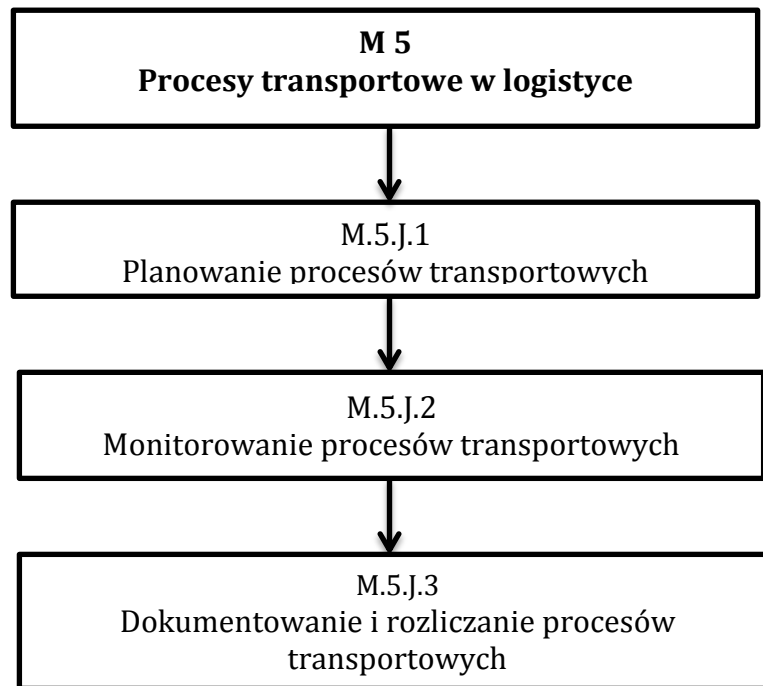 M 5
Procesy transportowe w logistyce
M.5.J.1
Planowanie procesów transportowych
M.5.J.2
Monitorowanie procesów transportowych
M.5.J.3
Dokumentowanie i rozliczanie procesów
transportowych